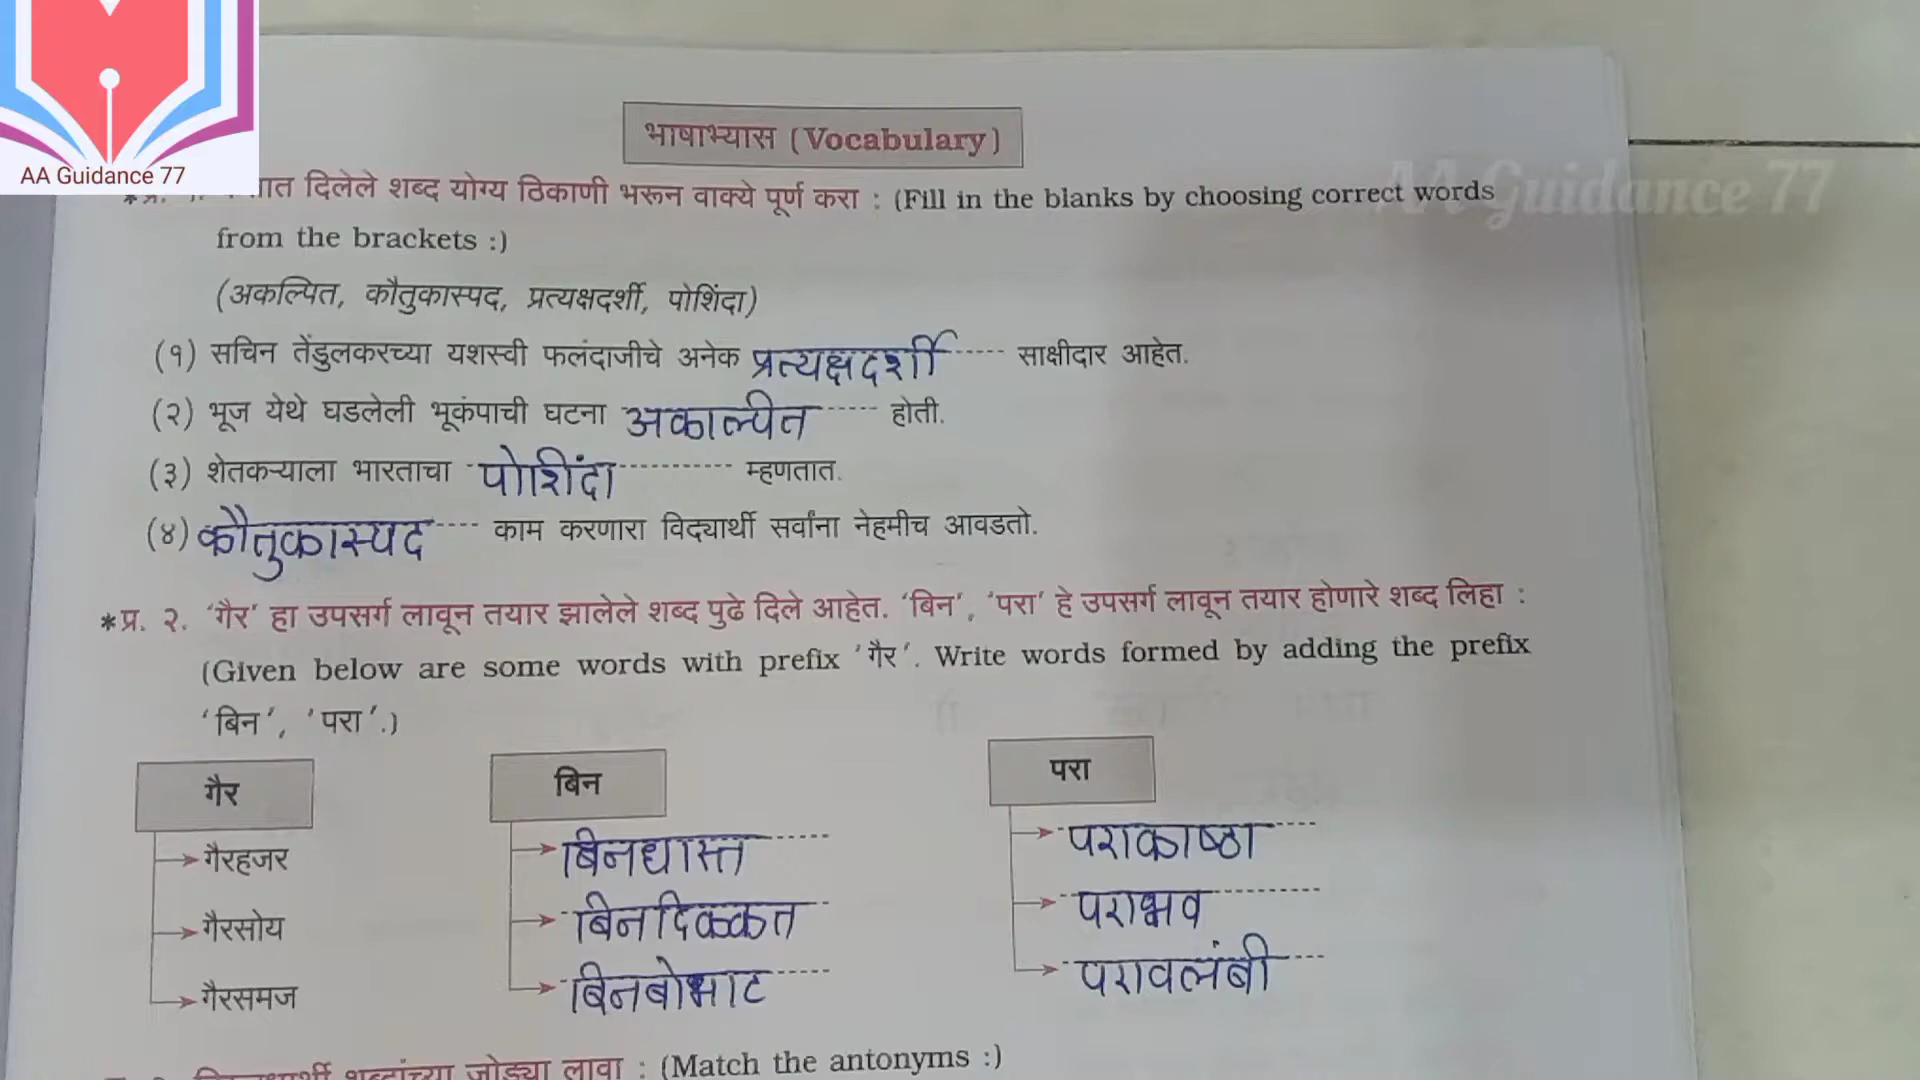 AA Guidance 77
भाषाभ्यास (Vocabulary)
दिलेले शब्द योग्य ठिकाणी भरून वाक्ये पूर्ण करा : (Fill in the blanks by choosing correct words
AA Guidance 77
from the brackets :)
(अकल्पित, कौतुकास्पद, प्रत्यक्षदर्शी, पोशिंदा)
(१) सचिन तेंडुलकरच्या यशस्वी फलंदाजीचे अनेक प्रत्यक्षदर्शी साक्षीदार आहेत.
(२) भूज येथे घडलेली भूकंपाची घटना अकाल्पित होती.
(३) शेतकऱ्याला भारताचा पोशिंदा म्हणतात.
(४) कौतुकास्पद काम करणारा विद्यार्थी सर्वांना नेहमीच आवडतो.
*प्र. २. 'गैर' हा उपसर्ग लावून तयार झालेले शब्द पुढे दिले आहेत. 'बिन', 'परा' हे उपसर्ग लावून तयार होणारे शब्द लिहा :
(Given below are some words with prefix 'गैर'. Write words formed by adding the prefix
'बिन', 'परा'.)
गैर बिन परा
गैरहजर बिनधास्त पराकाष्ठा
गैरसोय बिनदिक्कत पराभव
गैरसमज बिनबोभाट परावलंबी
शब्दांच्या जोड्या लावा : (Match the antonyms :)